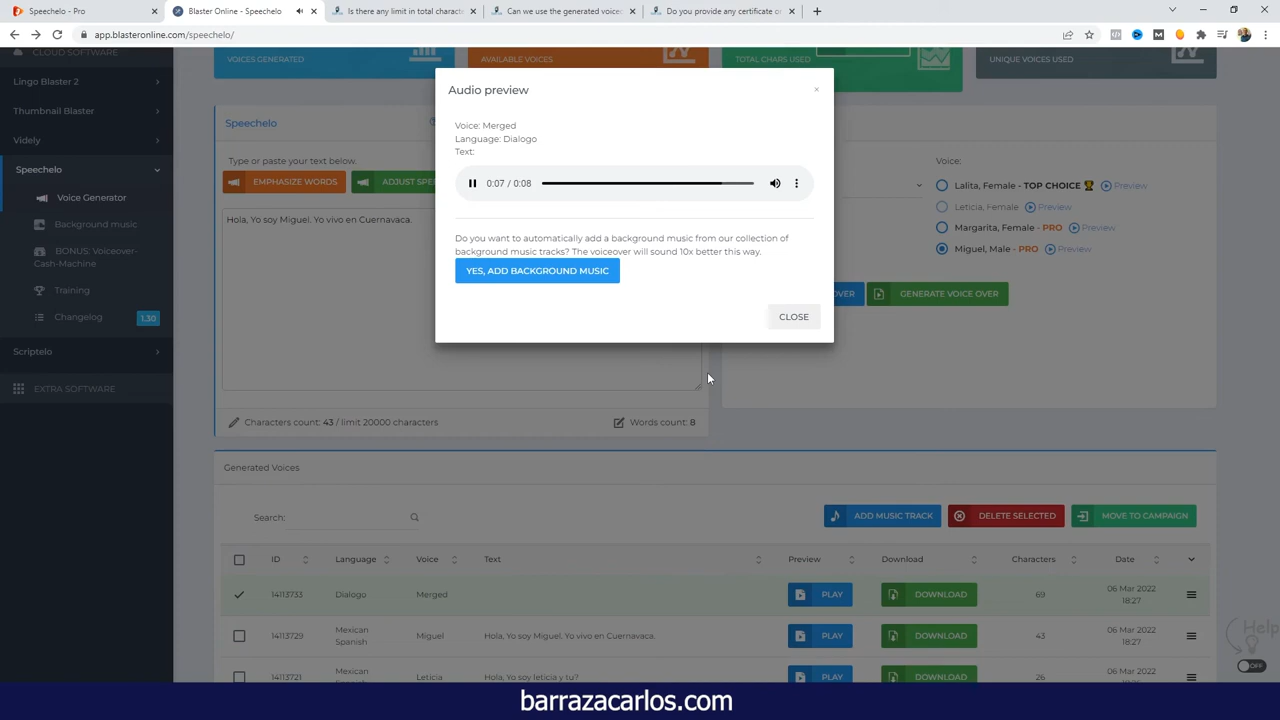 Speechelo - Pro
Blaster Online - Speechelo
Is there any limit in total charact
Can we use the generated voice
Do you provide any certificate o
app.blasteronline.com/speechelo/
CLOUD SOFTWARE
Lingo Blaster 2
Thumbnail Blaster
Videly
Speechelo
Voice Generator
Background music
BONUS: Voiceover-
Cash-Machine
Training
Changelog
1.30
Scriptelo
EXTRA SOFTWARE
VOICES GENERATED
AVAILABLE VOICES
TOTAL CHARS USED
UNIQUE VOICES USED
Speechelo
Type or paste your text below.
EMPHASIZE WORDS
Hola, Yo soy Miguel. Yo vivo en Cuernavaca.
Characters count: 43 / limit 20000 characters
Words count: 8
Audio preview
×
Voice: Merged
Language: Dialogo
Text:
0:07 / 0:08
Do you want to automatically add a background music from our collection of
background music tracks? The voiceover will sound 10x better this way.
YES, ADD BACKGROUND MUSIC
CLOSE
Voice:
Lalita, Female - TOP CHOICE Preview
Leticia, Female - Preview
Margarita, Female - PRO Preview
Miguel, Male - PRO Preview
OVER
GENERATE VOICE OVER
Generated Voices
Search:
ADD MUSIC TRACK
DELETE SELECTED
MOVE TO CAMPAIGN
ID Language Voice Text Preview Download Characters Date
14113733 Dialogo Merged PLAY DOWNLOAD 69 06 Mar 2022
18:27
14113729 Mexican
Spanish Miguel Hola, Yo soy Miguel. Yo vivo en Cuernavaca. PLAY DOWNLOAD 43 06 Mar 2022
18:27
14113721 Mexican
Leticia Hola, Yo soy leticia y tu? PLAY DOWNLOAD 26 06 Mar 2022
Help
OFF
barrazacarlos.com